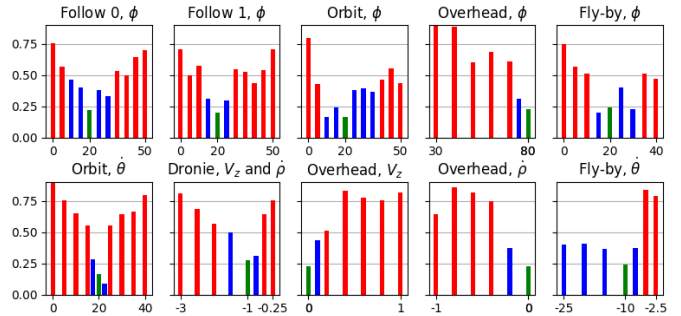 Follow 0, ϕ Follow 1, ϕ Orbit, ϕ Overhead, ϕ Fly-by, ϕ
0.75
0.50
0.25
0.00
0 20 50 0 20 50 0 20 50 30 80 0 20 40
Orbit, θ̇ Dronie, V_z and ρ̇ Overhead, V_z Overhead, ρ̇ Fly-by, θ̇
0.75
0.50
0.25
0.00
0 20 40 -3 -1 -0.25 0 1 -1 0 -25 -10 -2.5